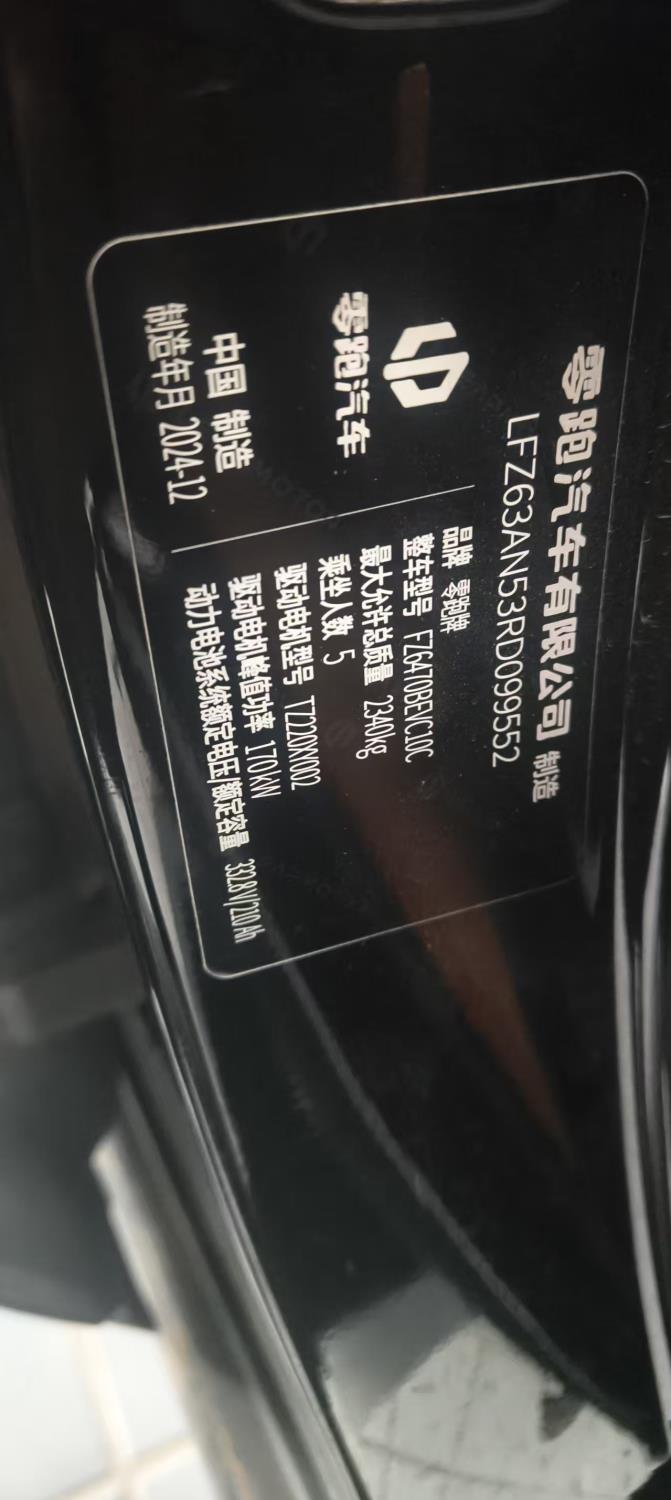 零跑汽车有限公司 制造
LFZ63AN53RD099552
零跑汽车
中国 制造
制造年月 2024-12
品牌 零跑牌
整车型号 FZ6470BEVC10C
最大允许总质量 2340kg
乘坐人数 5
驱动电机型号 TZ220XY002
驱动电机峰值功率 170kW
动力电池系统额定电压/额定容量 332.8V/210Ah